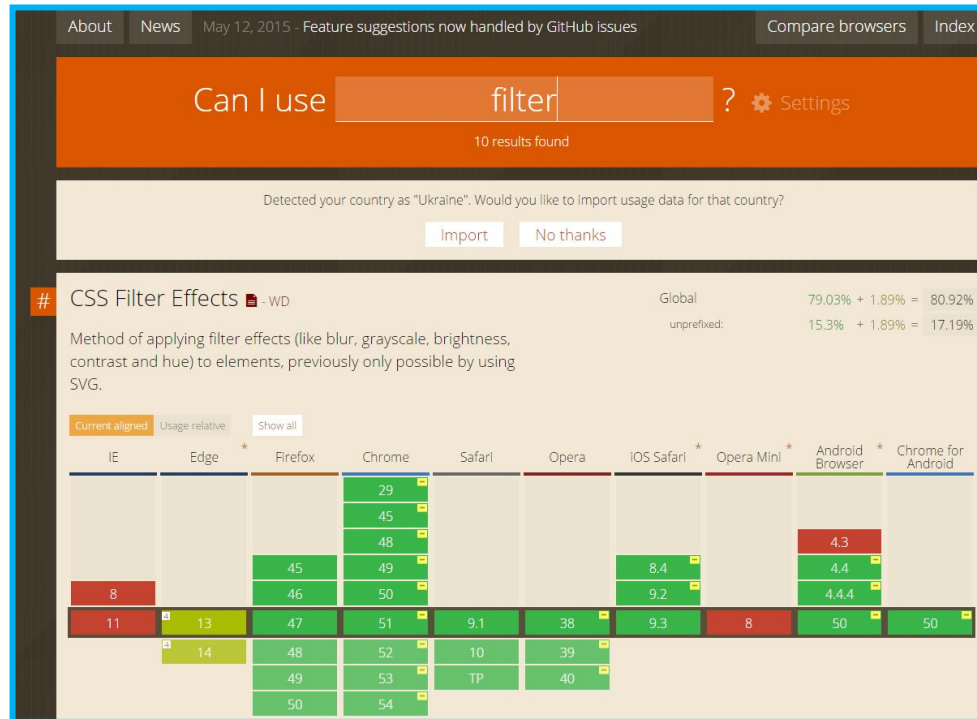 About News May 12, 2015 - Feature suggestions now handled by GitHub issues Compare browsers Index
Can I use filter ? Settings
10 results found
Detected your country as "Ukraine". Would you like to import usage data for that country?
Import No thanks
# CSS Filter Effects - WD Global 79.03% + 1.89% = 80.92%
unprefixed: 15.3% + 1.89% = 17.19%
Method of applying filter effects (like blur, grayscale, brightness,
contrast and hue) to elements, previously only possible by using
SVG.
Current aligned Usage relative Show all
IE Edge * Firefox Chrome Safari Opera iOS Safari * Opera Mini * Android Browser * Chrome for Android
29
45
48 4.3
45 49 8.4 4.4
8 46 50 9.2 4.4.4
11 4 13 47 51 9.1 38 9.3 8 50 50
4 14 48 52 10 39
49 53 TP 40
50 54